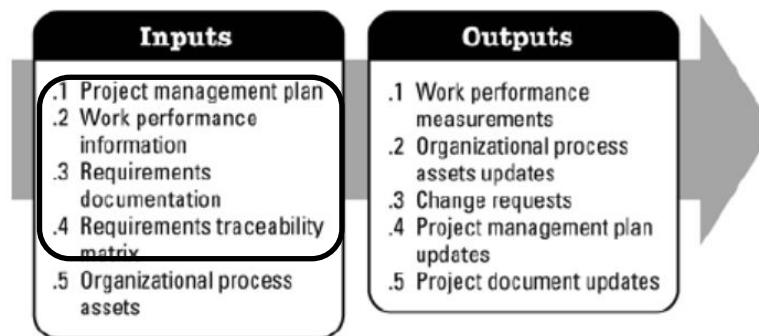 Inputs
.1 Project management plan
.2 Work performance
information
.3 Requirements
documentation
.4 Requirements traceability
matrix
.5 Organizational process
assets
Outputs
.1 Work performance
measurements
.2 Organizational process
assets updates
.3 Change requests
.4 Project management plan
updates
.5 Project document updates